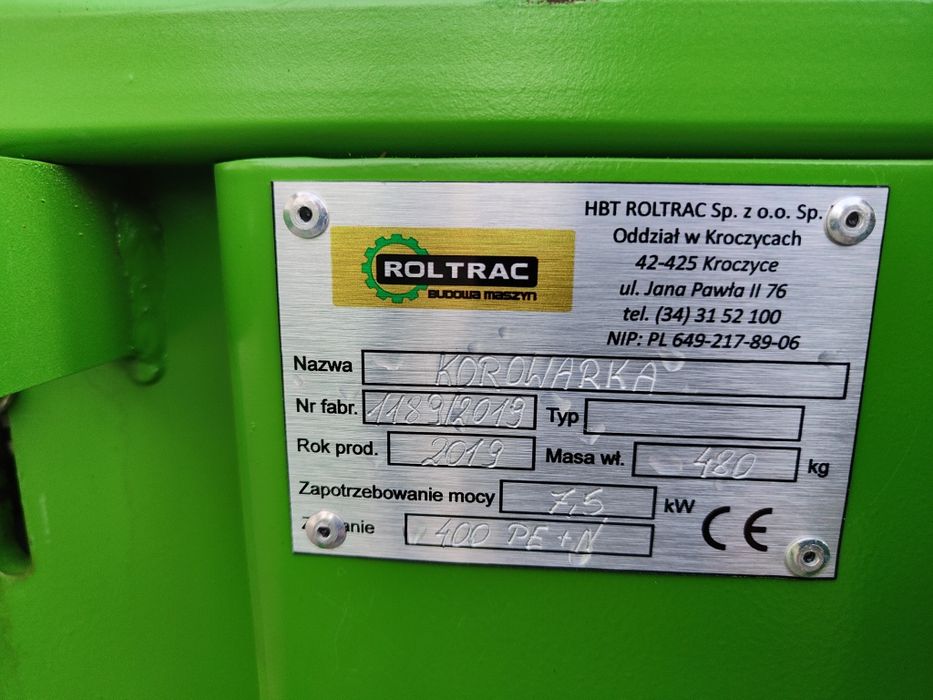 HBT ROLTRAC Sp. z o.o. Sp.
Oddział w Kroczycach
42-425 Kroczyce
ul. Jana Pawła II 76
tel. (34) 31 52 100
NIP: PL 649-217-89-06
ROLTRAC
BUDOWA MASZYN
Nazwa KOROWARKA
Nr fabr. 1189/2019 Typ
Rok prod. 2019 Masa wł. 480 kg
Zapotrzebowanie mocy 7,5 kW
400 PE+N
CE